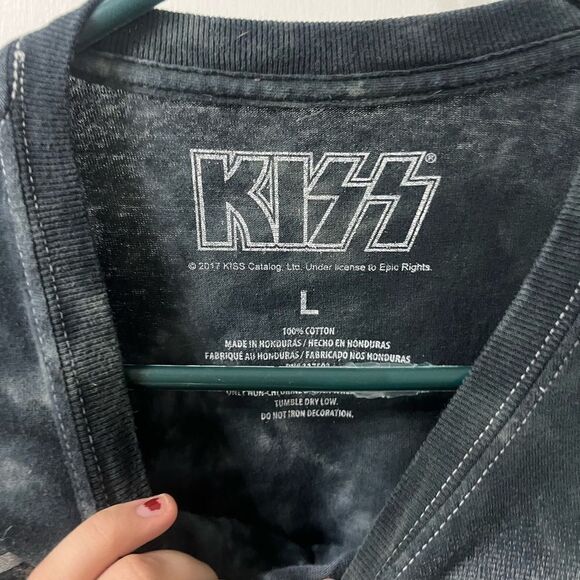 KISS®
© 2017 KISS Catalog, Ltd. Under license to Epic Rights.
L
100% COTTON
MADE IN HONDURAS / HECHO EN HONDURAS
FABRIQUÉ AU HONDURAS / FABRICADO NOS HONDURAS
TUMBLE DRY LOW.
DO NOT IRON DECORATION.